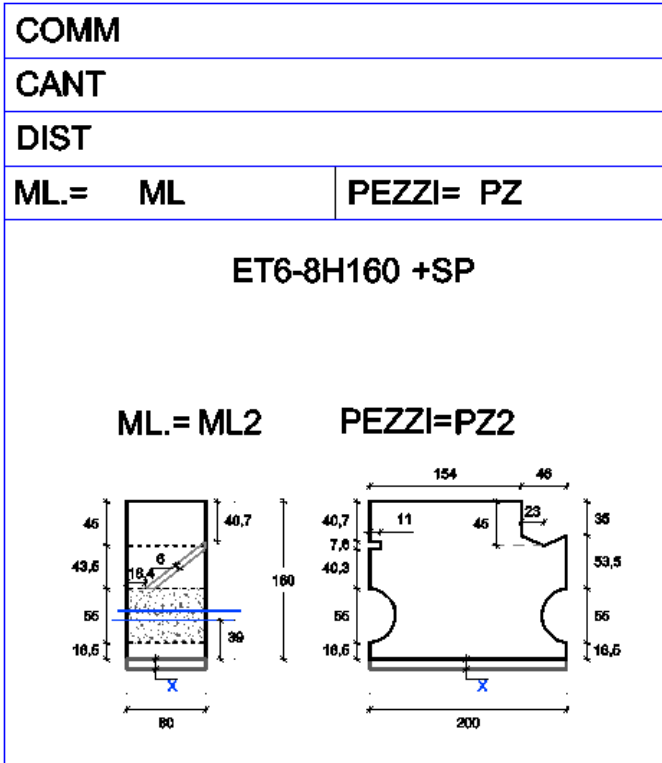 COMM
CANT
DIST
ML.= ML PEZZI= PZ
ET6-8H160 +SP
ML.= ML2 PEZZI=PZ2
154 46
45 40,7 40,7 11 45 23 35
7,6
43,5 6 40,3 53,5
18,4 160
55 39 55 55
16,5 16,5 16,5
X X
80 200